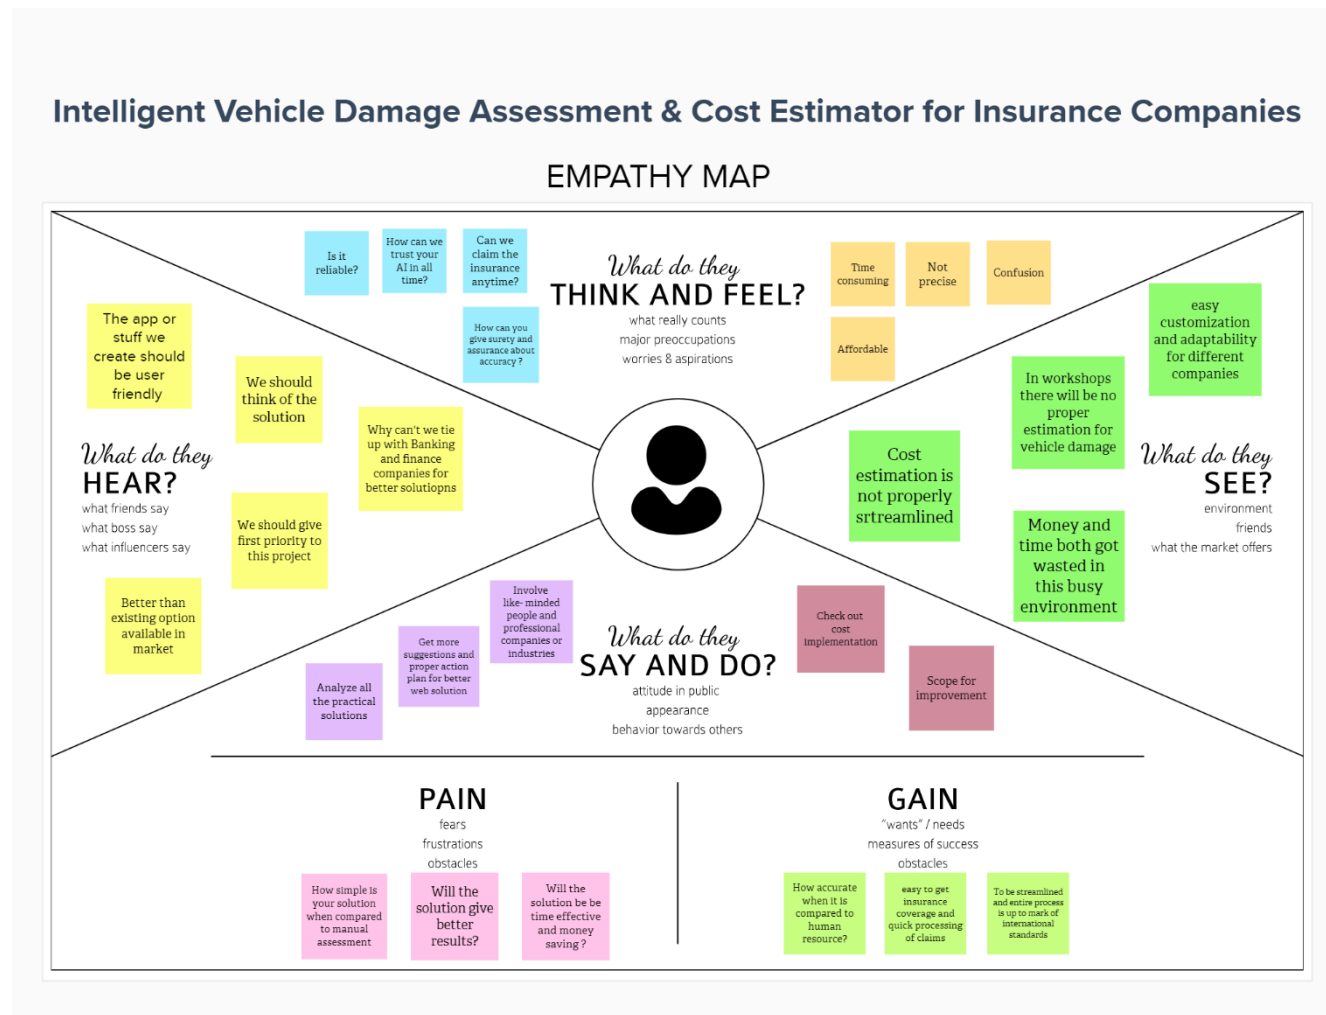 Intelligent Vehicle Damage Assessment & Cost Estimator for Insurance Companies
EMPATHY MAP
Is it
reliable?
How can we
trust your
AI in all
time?
Can we
claim the
insurance
anytime?
How can you
give surety and
assurance about
accuracy ?
What do they
THINK AND FEEL?
what really counts
major preoccupations
worries & aspirations
Time
consuming
Not
precise
Confusion
Affordable
The app or
stuff we
create should
be user
friendly
We should
think of the
solution
Why can't we tie
up with Banking
and finance
companies for
better solutiopns
What do they
HEAR?
what friends say
what boss say
what influencers say
We should give
first priority to
this project
Better than
existing option
available in
market
easy
customization
and adaptability
for different
companies
In workshops
there will be no
proper
estimation for
vehicle damage
Cost
estimation is
not properly
srtreamlined
What do they
SEE?
environment
friends
what the market offers
Money and
time both got
wasted in
this busy
environment
Involve
like- minded
people and
professional
companies or
industries
Get more
suggestions and
proper action
plan for better
web solution
Analyze all
the practical
solutions
What do they
SAY AND DO?
attitude in public
appearance
behavior towards others
Check out
cost
implementation
Scope for
improvement
PAIN
fears
frustrations
obstacles
How simple is
your solution
when compared
to manual
assessment
Will the
solution give
better
results?
Will the
solution be be
time effective
and money
saving ?
GAIN
"wants" / needs
measures of success
obstacles
How accurate
when it is
compared to
human
resource?
easy to get
insurance
coverage and
quick processing
of claims
To be streamlined
and entire process
is up to mark of
international
standards